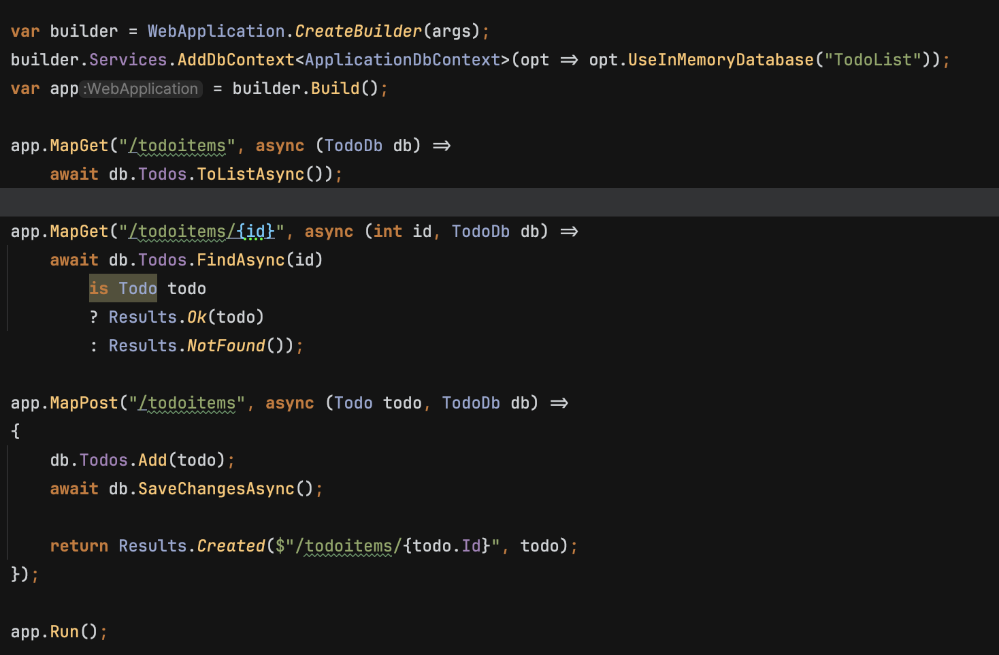 var builder = WebApplication.CreateBuilder(args);
builder.Services.AddDbContext<ApplicationDbContext>(opt => opt.UseInMemoryDatabase("TodoList"));
var app :WebApplication = builder.Build();
app.MapGet("/todoitems", async (TodoDb db) =>
    await db.Todos.ToListAsync());
app.MapGet("/todoitems/{id}", async (int id, TodoDb db) =>
    await db.Todos.FindAsync(id)
        is Todo todo
        ? Results.Ok(todo)
        : Results.NotFound());
app.MapPost("/todoitems", async (Todo todo, TodoDb db) =>
{
    db.Todos.Add(todo);
    await db.SaveChangesAsync();
    return Results.Created($"/todoitems/{todo.Id}", todo);
});
app.Run();